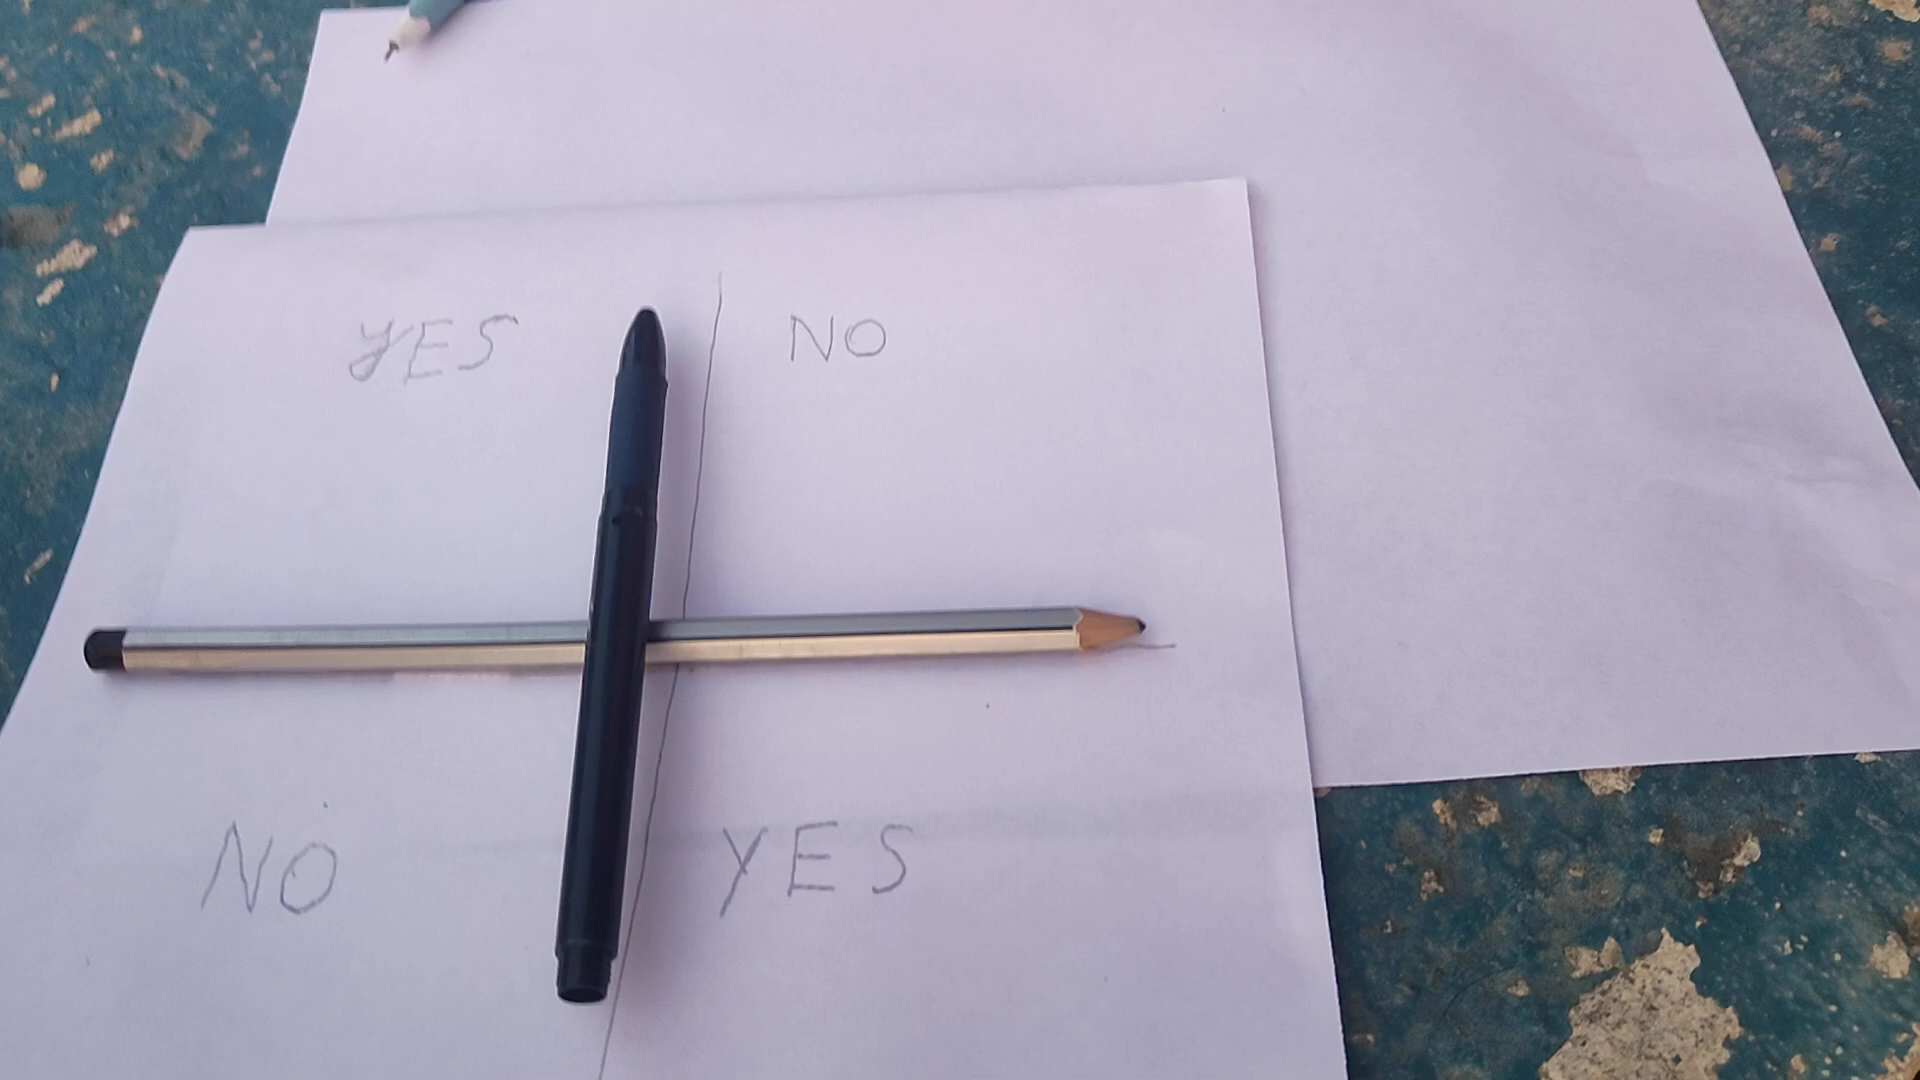 YES NO
NO YES